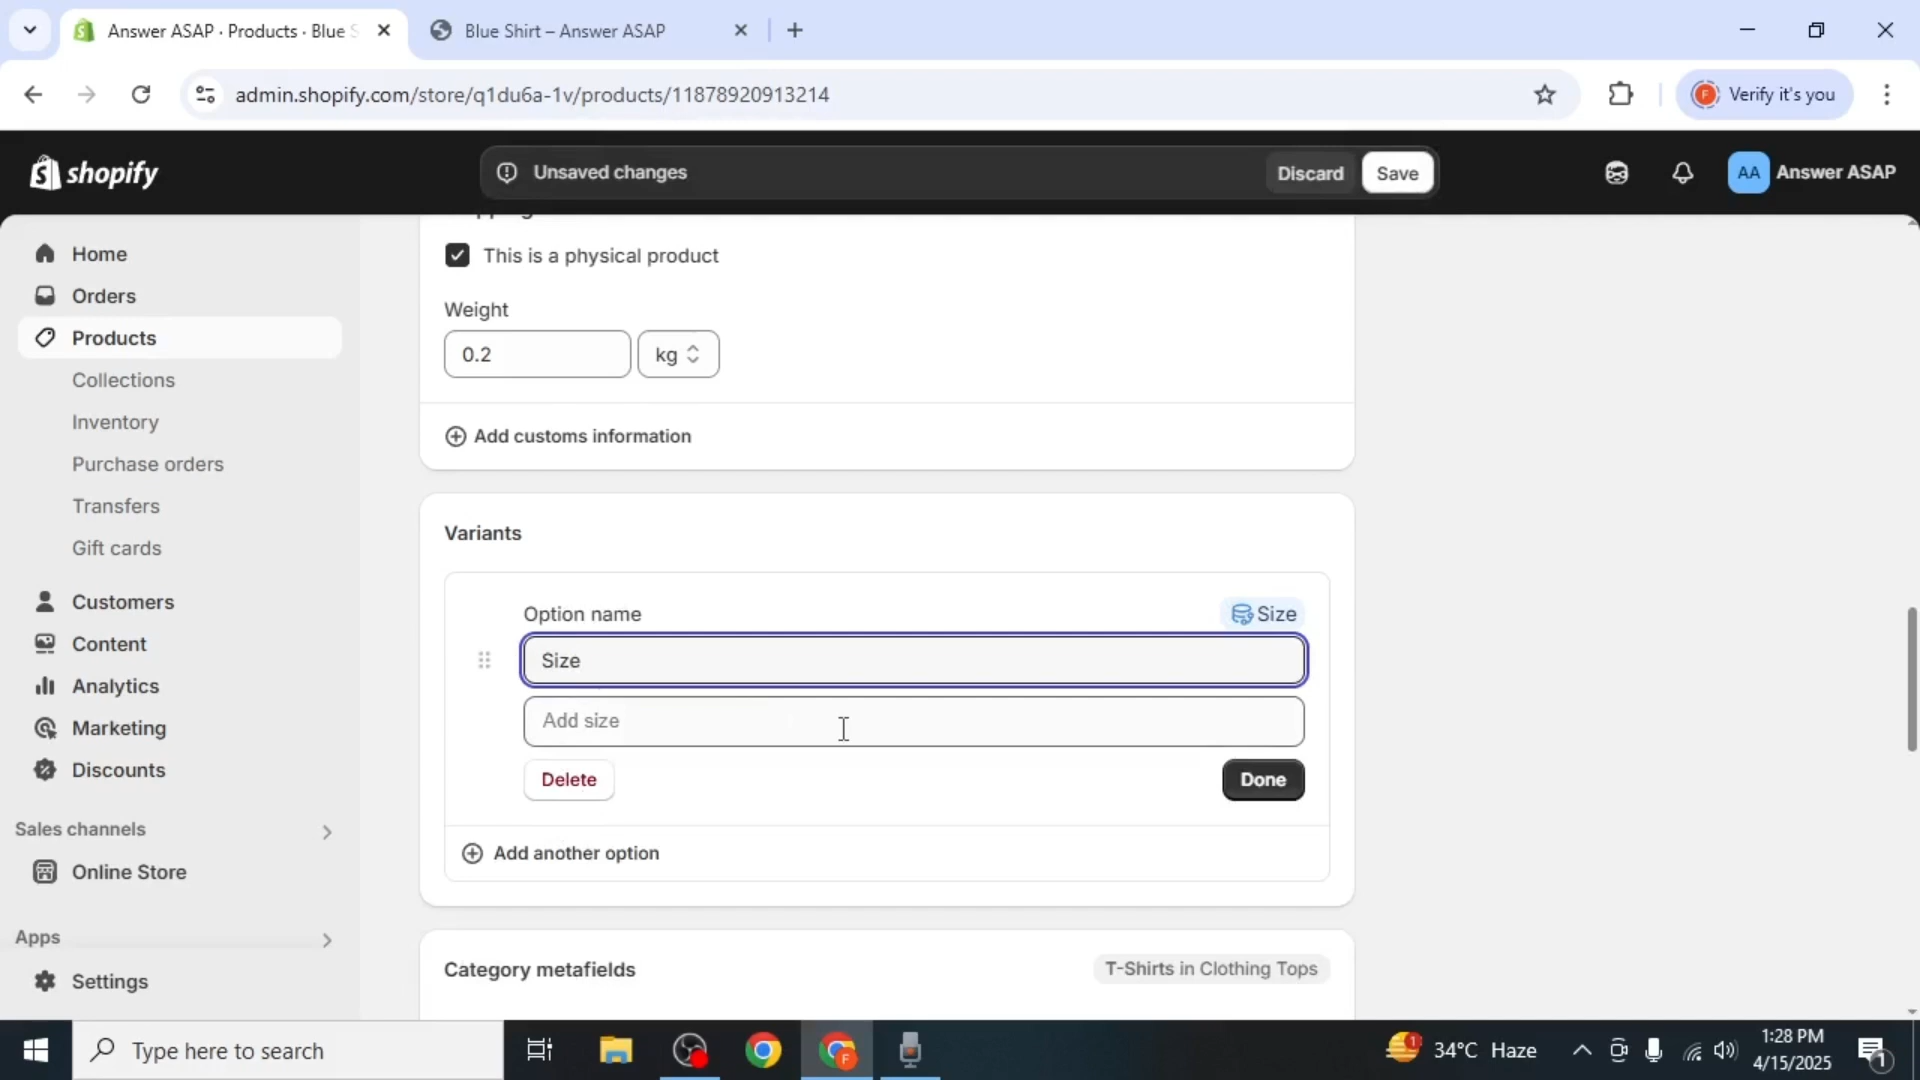 Answer ASAP · Products · Blue S
Blue Shirt – Answer ASAP
admin.shopify.com/store/q1du6a-1v/products/11878920913214
F
Verify it's you
shopify
Unsaved changes
Discard
Save
AA
Answer ASAP
Home
Orders
Products
Collections
Inventory
Purchase orders
Transfers
Gift cards
Customers
Content
Analytics
Marketing
Discounts
Sales channels
Online Store
Apps
Settings
This is a physical product
Weight
0.2
kg
Add customs information
Variants
Option name
Size
Size
Add size
Delete
Done
Add another option
Category metafields
T-Shirts in Clothing Tops
Type here to search
F
1
34°C Haze
1:28 PM
4/15/2025
1